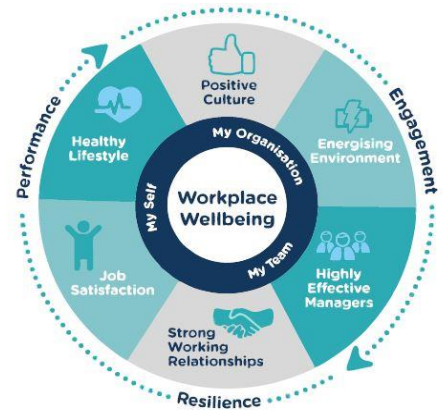 Performance
Engagement
Resilience
Positive
Culture
Energising
Environment
Highly
Effective
Managers
Strong
Working
Relationships
Job
Satisfaction
Healthy
Lifestyle
My Organisation
My Team
My Self
Workplace
Wellbeing